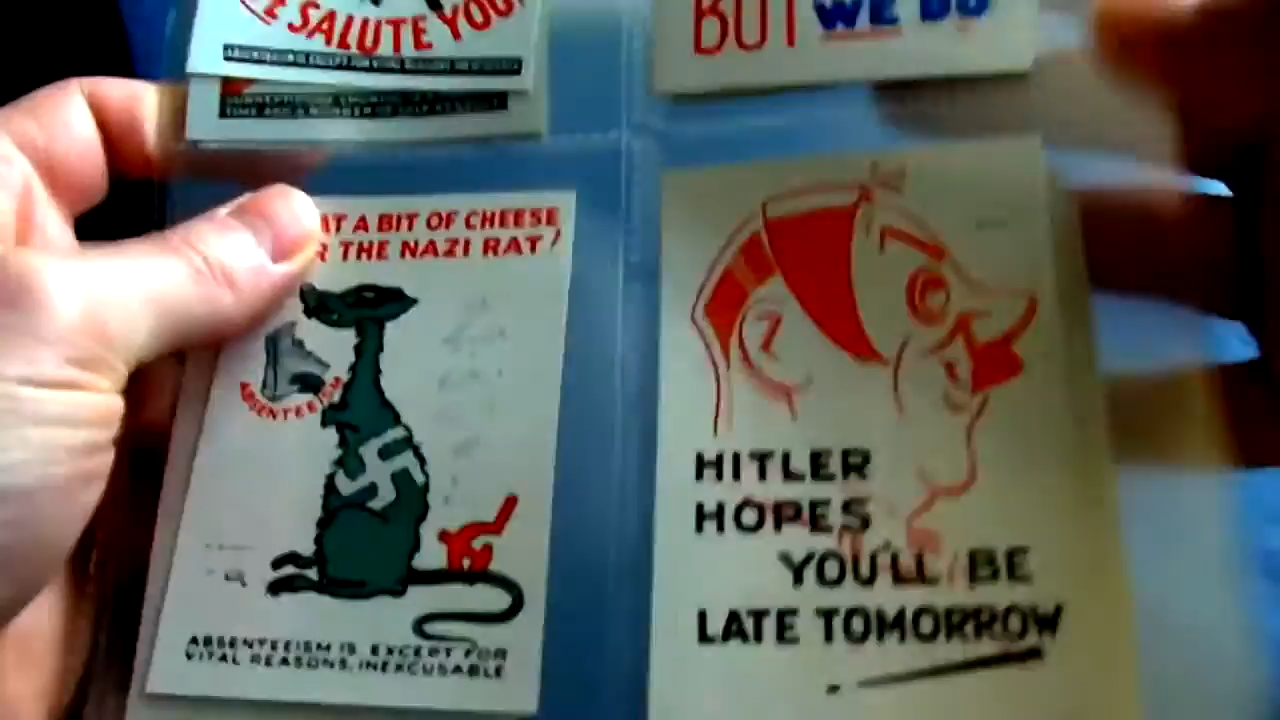 E SALUTE YOU
BUT WE DO
AT A BIT OF CHEESE
R THE NAZI RAT!
ABSENTEEISM
ABSENTEEISM IS EXCEPT FOR
VITAL REASONS, INEXCUSABLE
HITLER
HOPES
YOU'LL BE
LATE TOMORROW